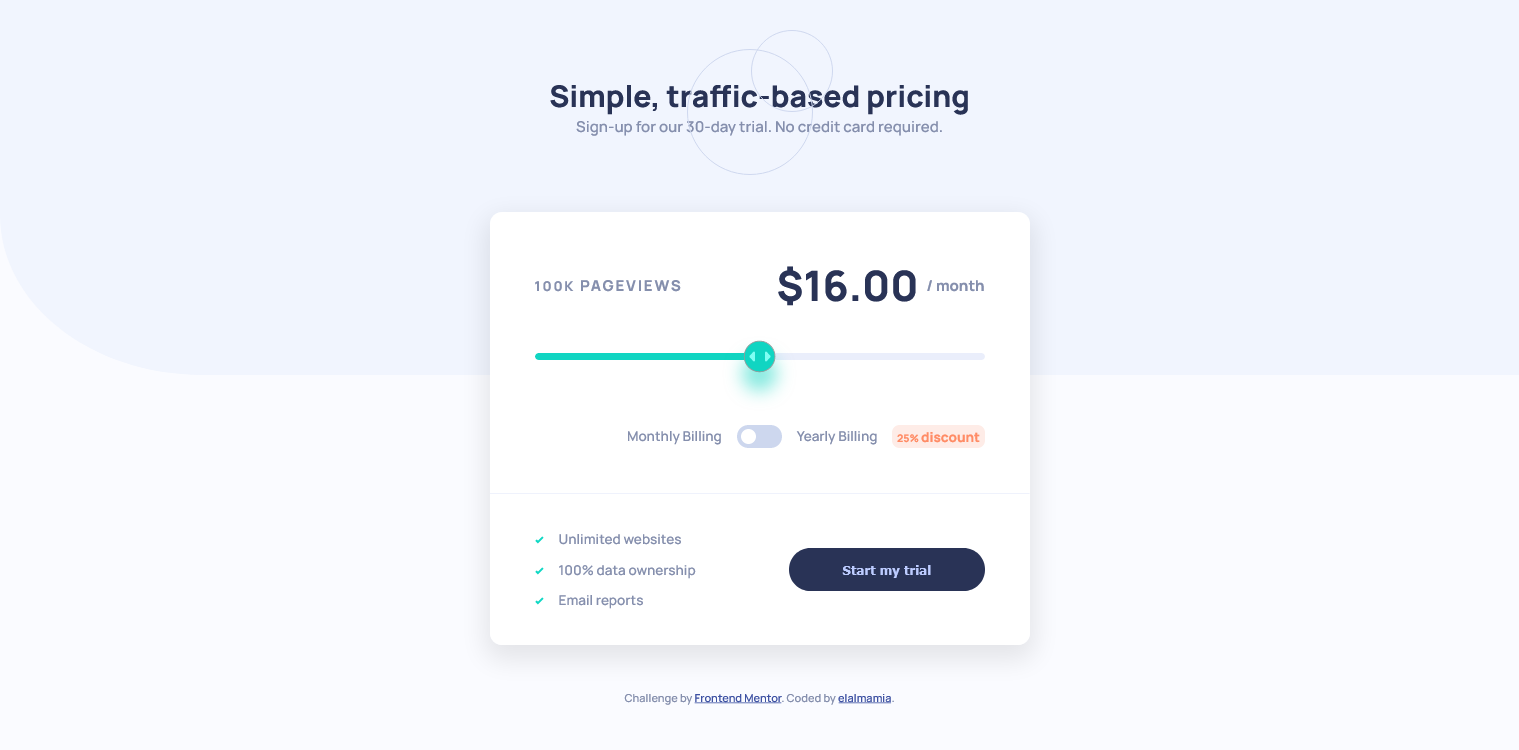 Simple, traffic-based pricing
Sign-up for our 30-day trial. No credit card required.
100K PAGEVIEWS
$16.00 / month
Monthly Billing
Yearly Billing
25% discount
Unlimited websites
100% data ownership
Email reports
Start my trial
Challenge by Frontend Mentor. Coded by elalmamia.